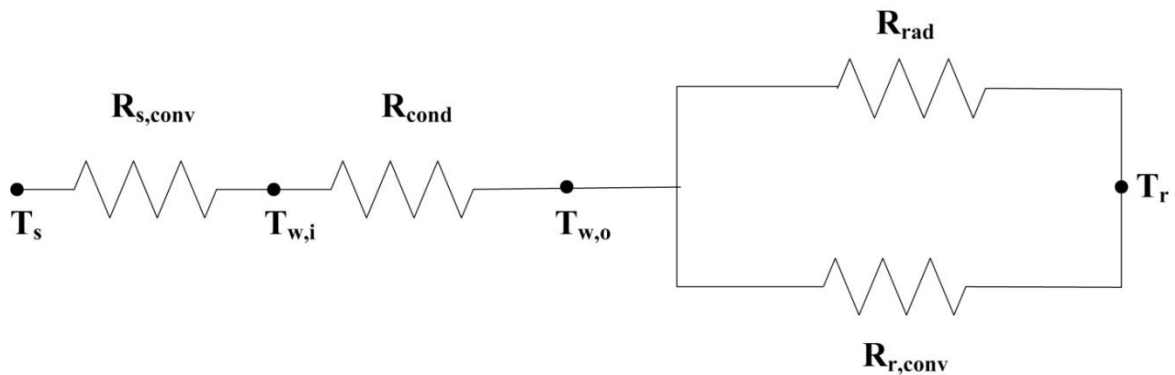 R_rad
R_s,conv
R_cond
T_s
T_w,i
T_w,o
T_r
R_r,conv